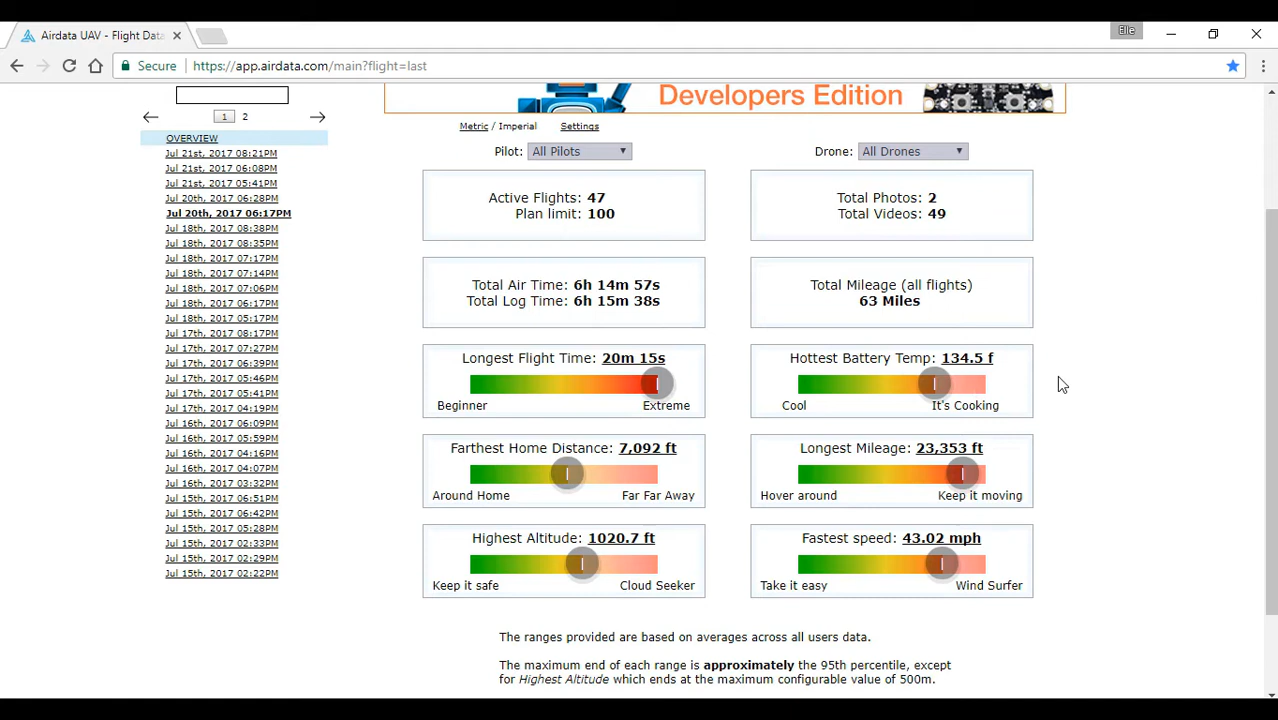 Airdata UAV - Flight Data
Elle
Secure
https://app.airdata.com/main?flight=last
Developers Edition
1 2
OVERVIEW
Jul 21st, 2017 08:21PM
Jul 21st, 2017 06:08PM
Jul 21st, 2017 05:41PM
Jul 20th, 2017 06:28PM
Jul 20th, 2017 06:17PM
Jul 18th, 2017 08:38PM
Jul 18th, 2017 08:35PM
Jul 18th, 2017 07:17PM
Jul 18th, 2017 07:14PM
Jul 18th, 2017 07:06PM
Jul 18th, 2017 06:17PM
Jul 18th, 2017 05:17PM
Jul 17th, 2017 08:17PM
Jul 17th, 2017 07:27PM
Jul 17th, 2017 06:39PM
Jul 17th, 2017 05:46PM
Jul 17th, 2017 05:41PM
Jul 17th, 2017 04:19PM
Jul 16th, 2017 06:09PM
Jul 16th, 2017 05:59PM
Jul 16th, 2017 04:16PM
Jul 16th, 2017 04:07PM
Jul 16th, 2017 03:32PM
Jul 15th, 2017 06:51PM
Jul 15th, 2017 06:42PM
Jul 15th, 2017 05:28PM
Jul 15th, 2017 02:33PM
Jul 15th, 2017 02:29PM
Jul 15th, 2017 02:22PM
Metric / Imperial Settings
Pilot: All Pilots
Drone: All Drones
Active Flights: 47
Plan limit: 100
Total Photos: 2
Total Videos: 49
Total Air Time: 6h 14m 57s
Total Log Time: 6h 15m 38s
Total Mileage (all flights)
63 Miles
Longest Flight Time: 20m 15s
Beginner Extreme
Hottest Battery Temp: 134.5 f
Cool It's Cooking
Farthest Home Distance: 7,092 ft
Around Home Far Far Away
Longest Mileage: 23,353 ft
Hover around Keep it moving
Highest Altitude: 1020.7 ft
Keep it safe Cloud Seeker
Fastest speed: 43.02 mph
Take it easy Wind Surfer
The ranges provided are based on averages across all users data.
The maximum end of each range is approximately the 95th percentile, except
for Highest Altitude which ends at the maximum configurable value of 500m.